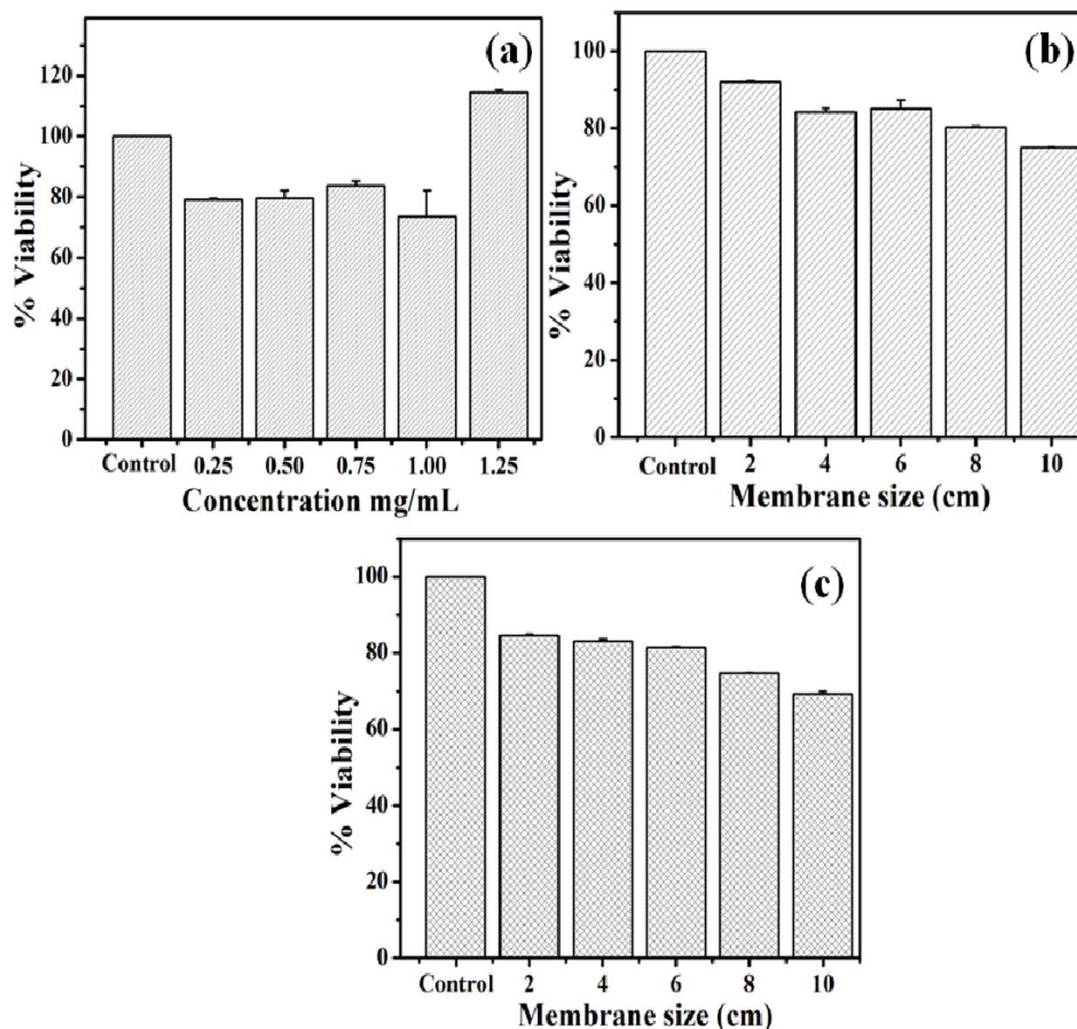 (a)
% Viability
120
100
80
60
40
20
0
Control 0.25 0.50 0.75 1.00 1.25
Concentration mg/mL
(b)
% Viability
100
80
60
40
20
0
Control 2 4 6 8 10
Membrane size (cm)
(c)
% Viability
100
80
60
40
20
0
Control 2 4 6 8 10
Membrane size (cm)